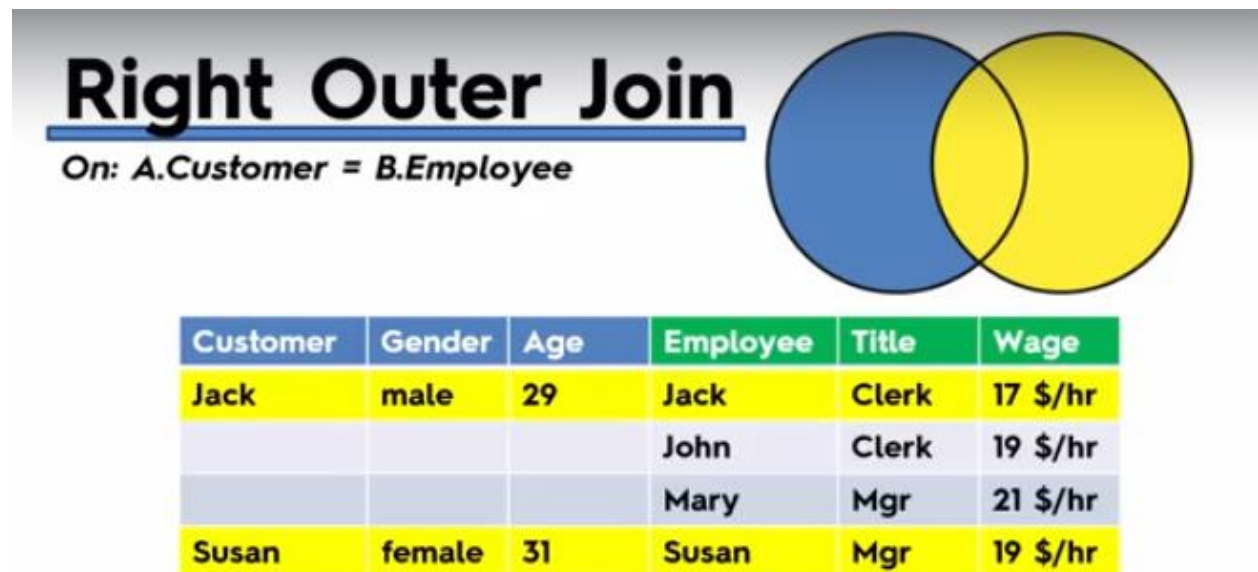 Right Outer Join
On: A.Customer = B.Employee
Customer Gender Age Employee Title Wage
Jack male 29 Jack Clerk 17 $/hr
John Clerk 19 $/hr
Mary Mgr 21 $/hr
Susan female 31 Susan Mgr 19 $/hr